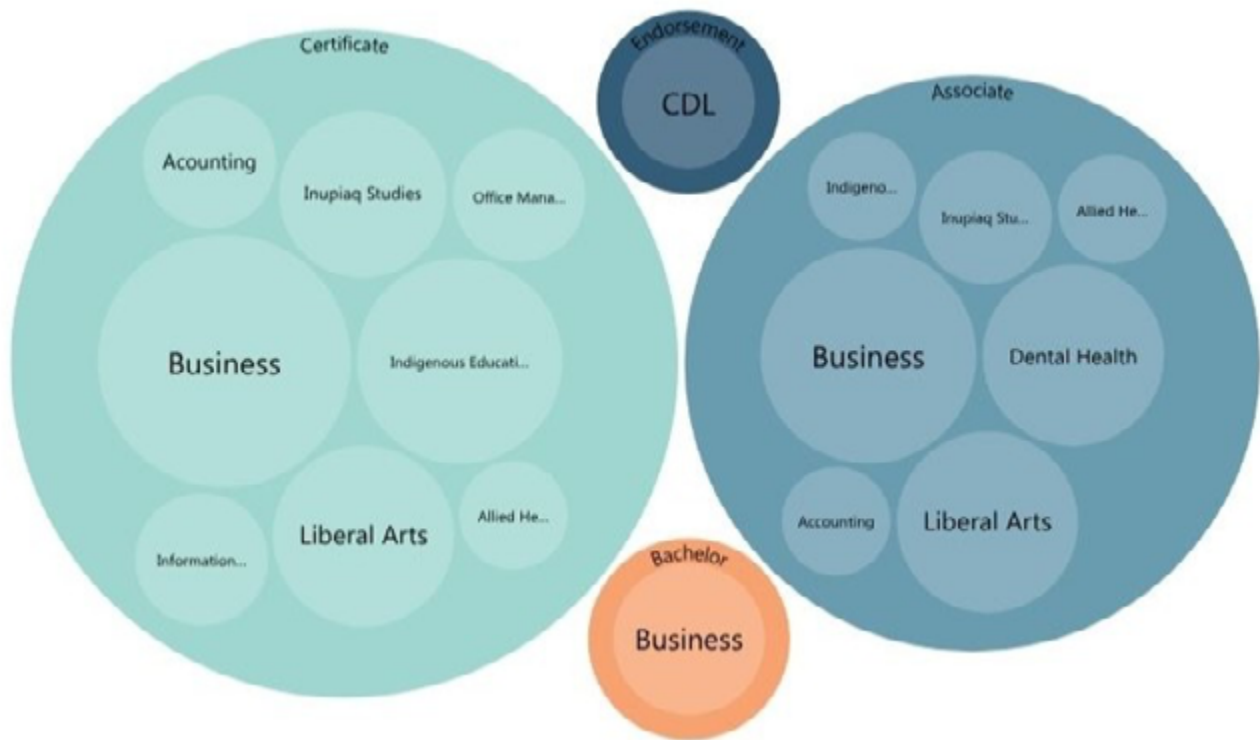 Certificate
Acounting
Inupiaq Studies
Office Mana...
Business
Indigenous Educati...
Information...
Liberal Arts
Allied He...
Endorsement
CDL
Bachelor
Business
Associate
Indigeno...
Inupiaq Stu...
Allied He...
Business
Dental Health
Accounting
Liberal Arts